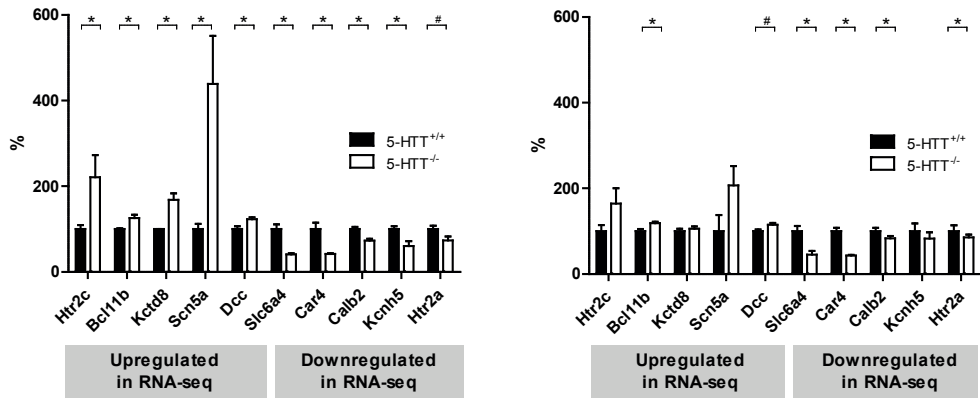 600
400
200
0
%
* * * * * * * * * #
5-HTT+/+
5-HTT-/-
Htr2c
Bcl11b
Kctd8
Scn5a
Dcc
Slc6a4
Car4
Calb2
Kcnh5
Htr2a
Upregulated
in RNA-seq
Downregulated
in RNA-seq
600
400
200
0
%
* # * * * *
5-HTT+/+
5-HTT-/-
Htr2c
Bcl11b
Kctd8
Scn5a
Dcc
Slc6a4
Car4
Calb2
Kcnh5
Htr2a
Upregulated
in RNA-seq
Downregulated
in RNA-seq